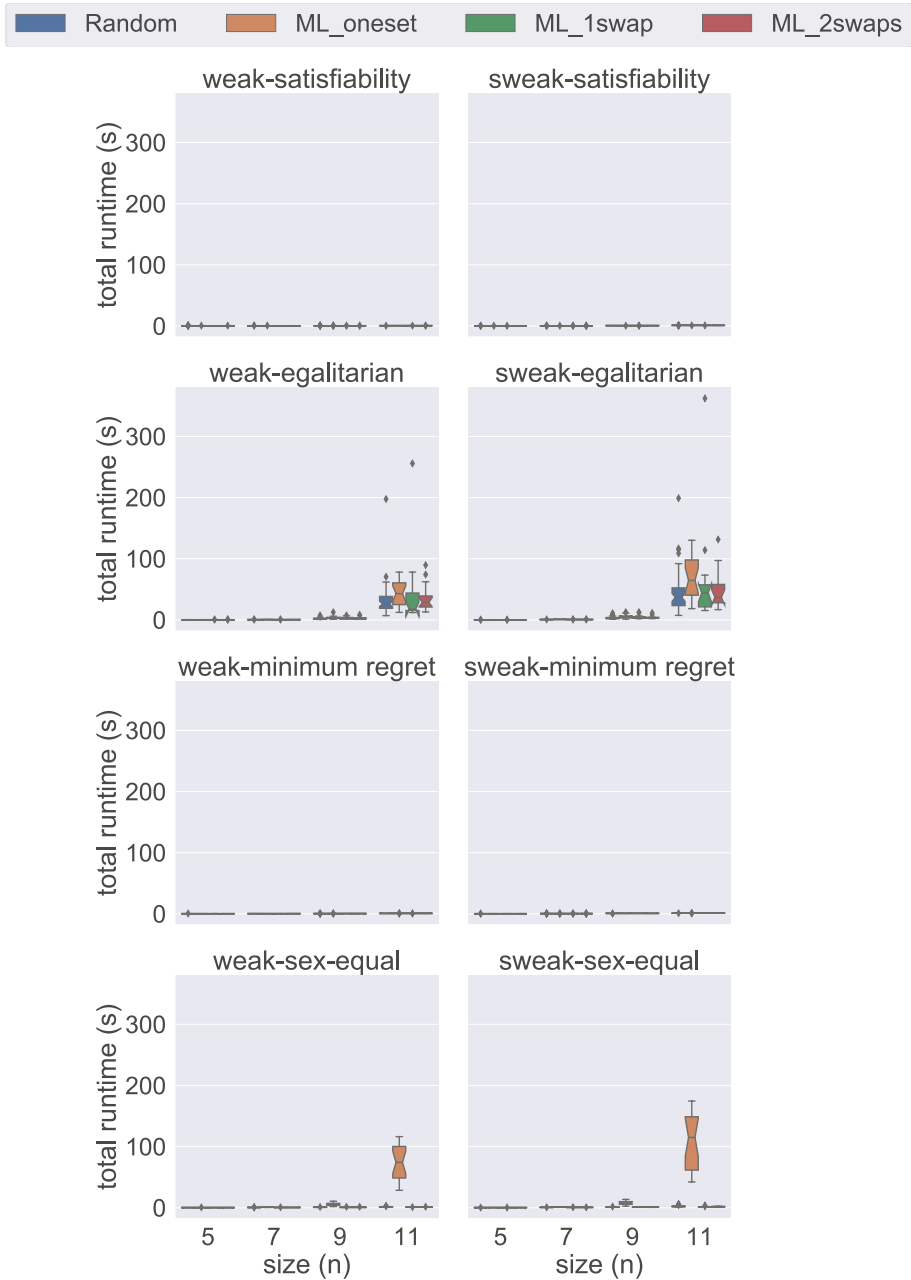 Random ML_oneset ML_1swap ML_2swaps
weak-satisfiability sweak-satisfiability
total runtime (s)
300
200
100
0
weak-egalitarian sweak-egalitarian
total runtime (s)
300
200
100
0
weak-minimum regret sweak-minimum regret
total runtime (s)
300
200
100
0
weak-sex-equal sweak-sex-equal
total runtime (s)
300
200
100
0
5 7 9 11 5 7 9 11
size (n) size (n)